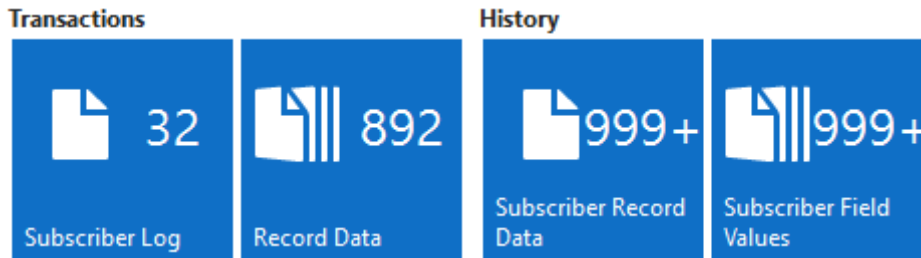 Transactions
32
Subscriber Log
892
Record Data
History
999+
Subscriber Record
Data
999+
Subscriber Field
Values